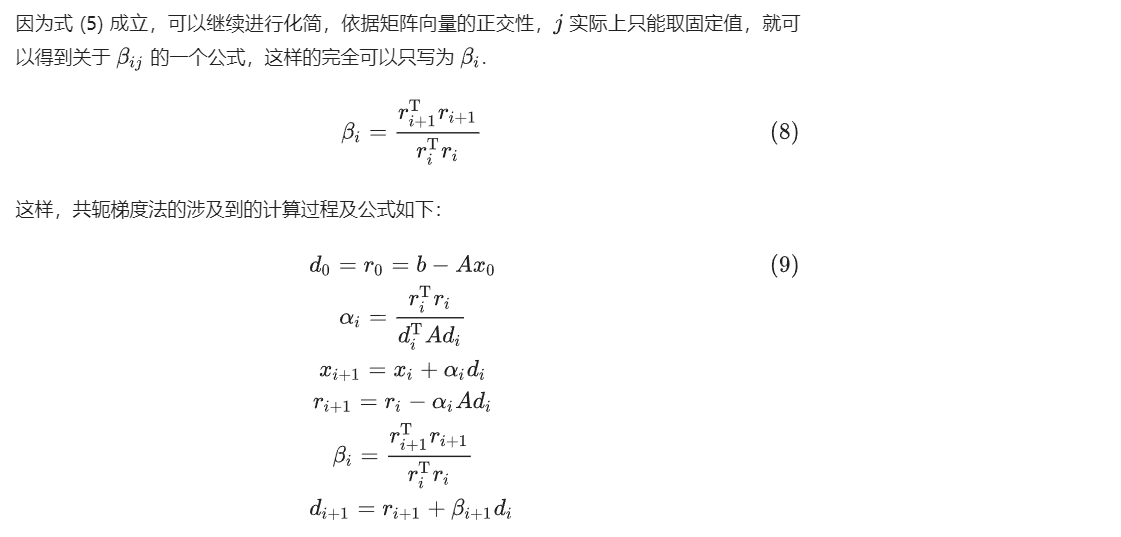 因为式 (5) 成立，可以继续进行化简，依据矩阵向量的正交性，$j$ 实际上只能取固定值，就可
以得到关于 $\beta_{ij}$ 的一个公式，这样的完全可以只写为 $\beta_i$.
$\beta_i = \frac{r_{i+1}^{\mathrm{T}} r_{i+1}}{r_i^{\mathrm{T}} r_i}$ (8)
这样，共轭梯度法的涉及到的计算过程及公式如下：
$d_0 = r_0 = b - Ax_0$ (9)
$\alpha_i = \frac{r_i^{\mathrm{T}} r_i}{d_i^{\mathrm{T}} A d_i}$
$x_{i+1} = x_i + \alpha_i d_i$
$r_{i+1} = r_i - \alpha_i A d_i$
$\beta_i = \frac{r_{i+1}^{\mathrm{T}} r_{i+1}}{r_i^{\mathrm{T}} r_i}$
$d_{i+1} = r_{i+1} + \beta_{i+1} d_i$